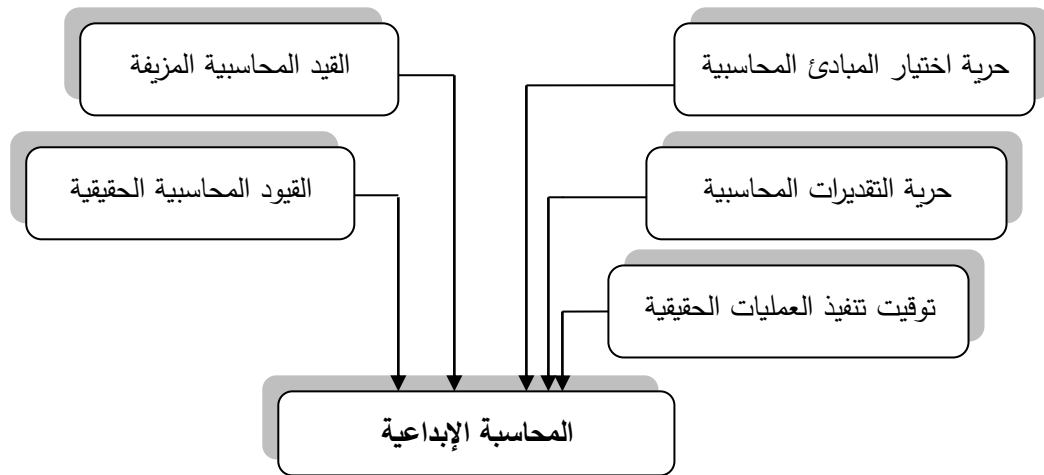 حرية اختيار المبادئ المحاسبية
القيد المحاسبية المزيفة
حرية التقديرات المحاسبية
القيود المحاسبية الحقيقية
توقيت تنفيذ العمليات الحقيقية
المحاسبة الإبداعية